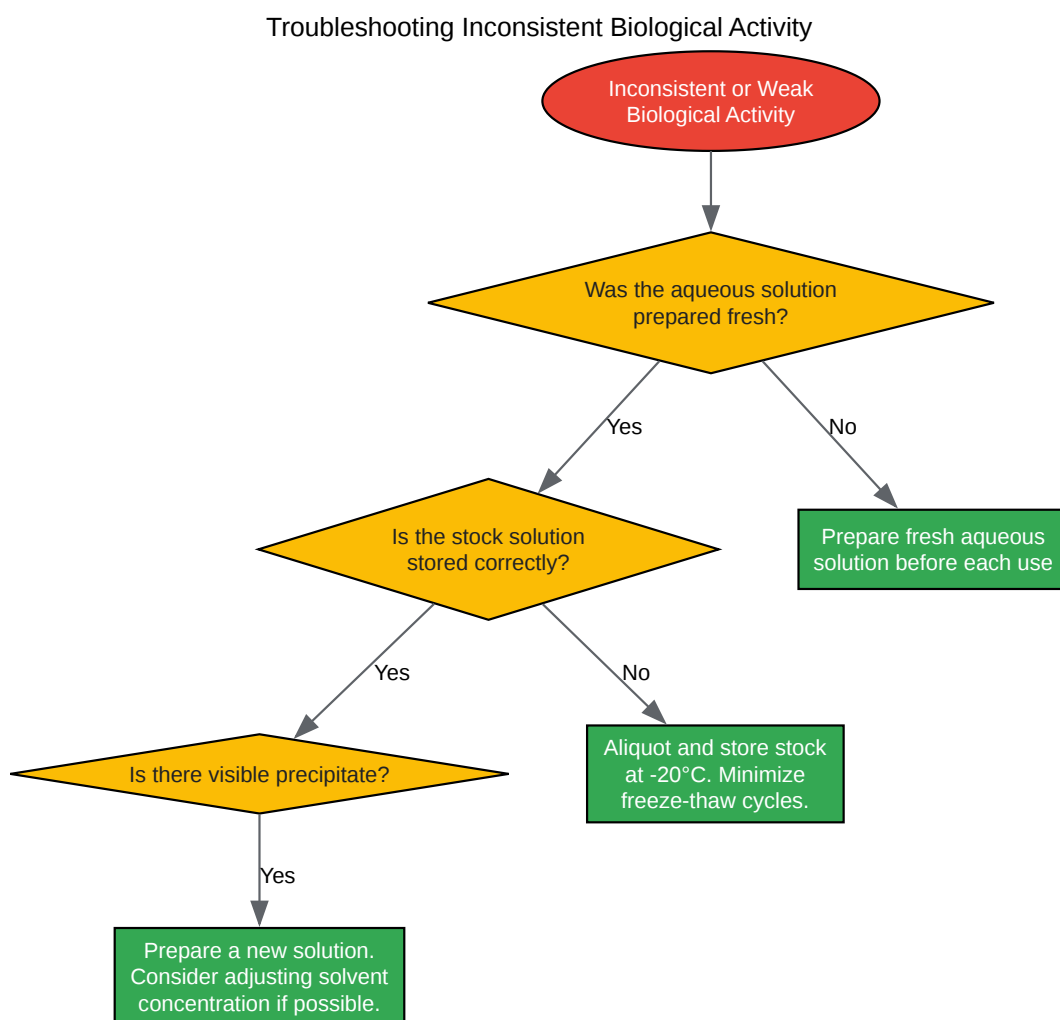 Troubleshooting Inconsistent Biological Activity
Inconsistent or Weak
Biological Activity
Was the aqueous solution
prepared fresh?
Yes
No
Is the stock solution
stored correctly?
Prepare fresh aqueous
solution before each use
Yes
No
Is there visible precipitate?
Aliquot and store stock
at -20°C. Minimize
freeze-thaw cycles.
Yes
Prepare a new solution.
Consider adjusting solvent
concentration if possible.